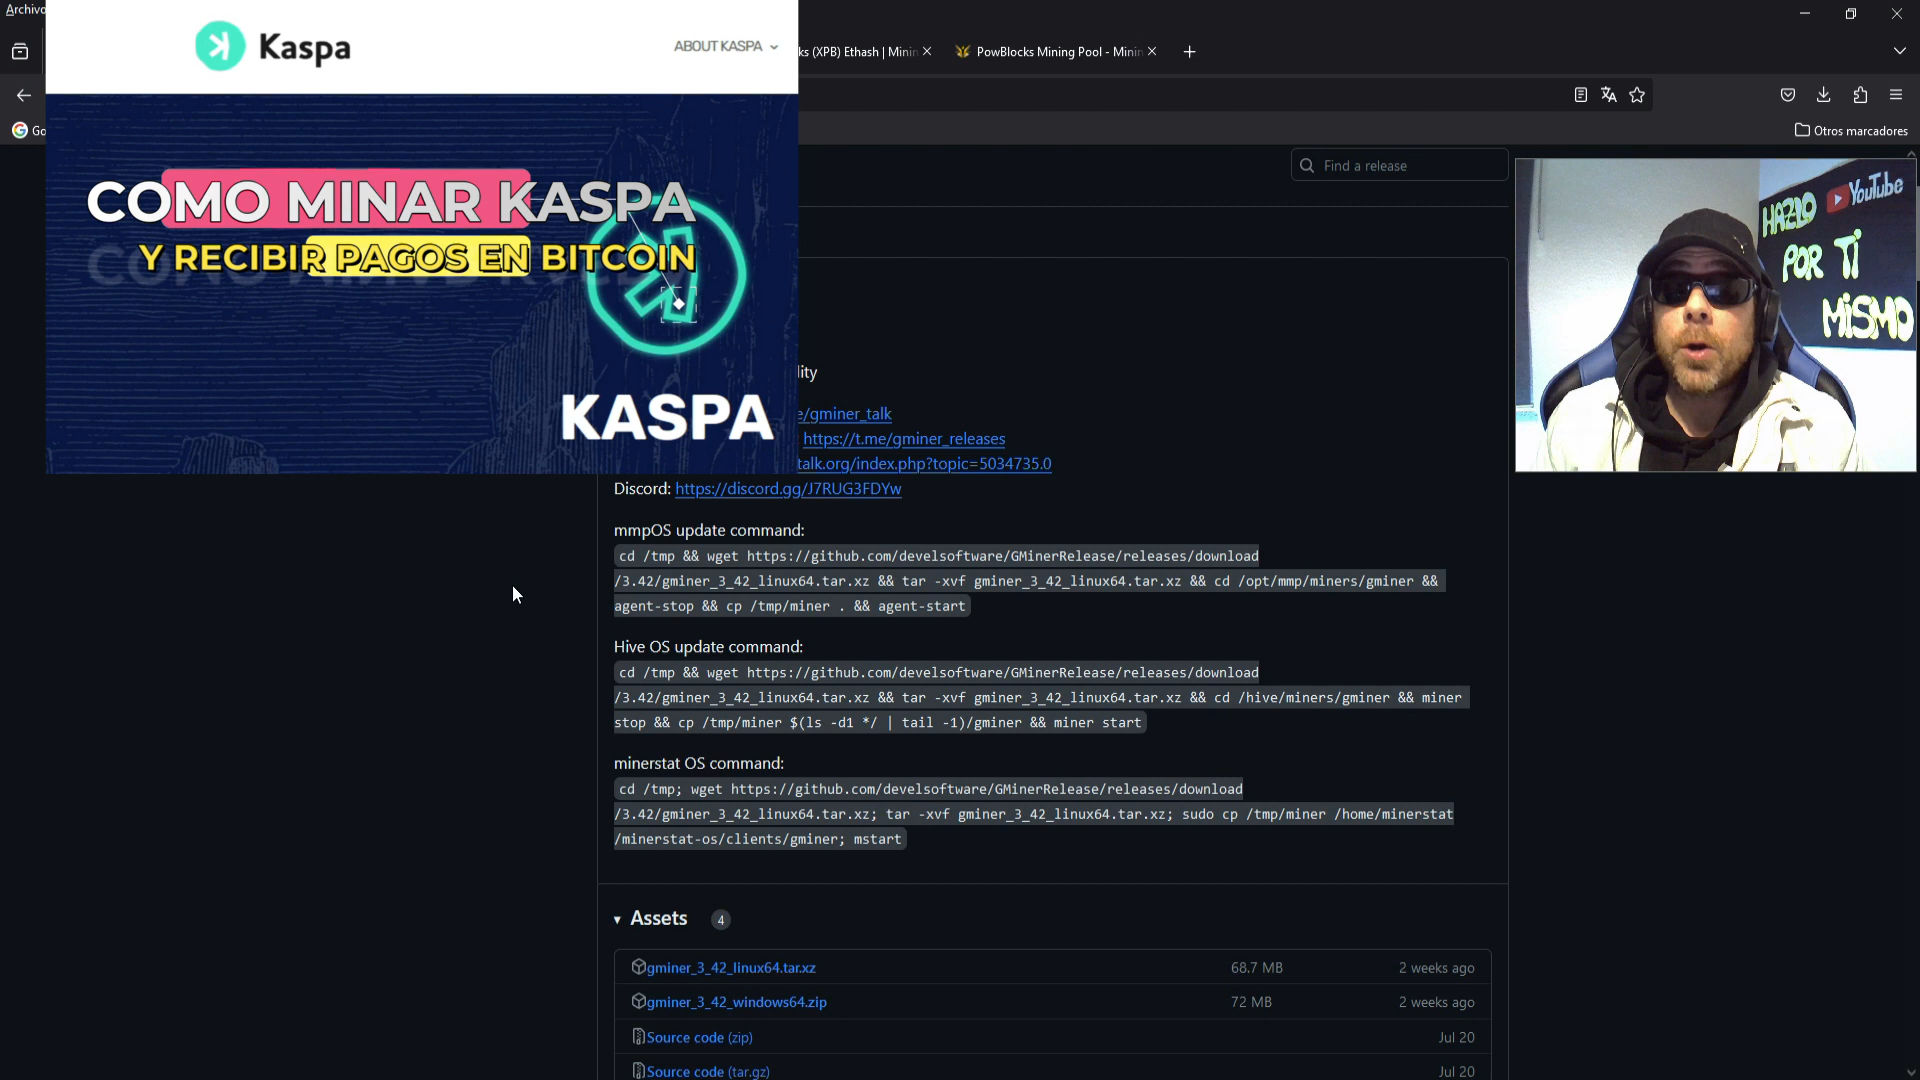 Archivo
Kaspa
ABOUT KASPA
ks (XPB) Ethash | Minin
PowBlocks Mining Pool - Minin
Go
Otros marcadores
COMO MINAR KASPA
Y RECIBIR PAGOS EN BITCOIN
KASPA
Find a release
YouTube
HAZLO
POR TI
MISMO
lity
e/gminer_talk
https://t.me/gminer_releases
talk.org/index.php?topic=5034735.0
Discord: https://discord.gg/J7RUG3FDYw
mmpOS update command:
cd /tmp && wget https://github.com/develsoftware/GMinerRelease/releases/download
/3.42/gminer_3_42_linux64.tar.xz && tar -xvf gminer_3_42_linux64.tar.xz && cd /opt/mmp/miners/gminer &&
agent-stop && cp /tmp/miner . && agent-start
Hive OS update command:
cd /tmp && wget https://github.com/develsoftware/GMinerRelease/releases/download
/3.42/gminer_3_42_linux64.tar.xz && tar -xvf gminer_3_42_linux64.tar.xz && cd /hive/miners/gminer && miner
stop && cp /tmp/miner $(ls -d1 */ | tail -1)/gminer && miner start
minerstat OS command:
cd /tmp; wget https://github.com/develsoftware/GMinerRelease/releases/download
/3.42/gminer_3_42_linux64.tar.xz; tar -xvf gminer_3_42_linux64.tar.xz; sudo cp /tmp/miner /home/minerstat
/minerstat-os/clients/gminer; mstart
Assets 4
gminer_3_42_linux64.tar.xz 68.7 MB 2 weeks ago
gminer_3_42_windows64.zip 72 MB 2 weeks ago
Source code (zip) Jul 20
Source code (tar.gz) Jul 20